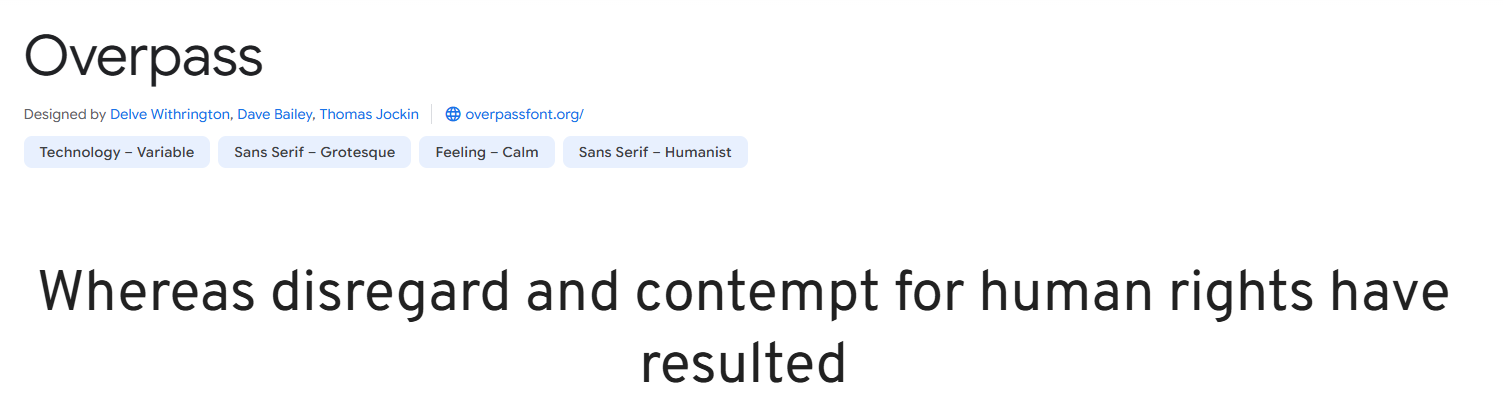 Overpass
Designed by Delve Withrington, Dave Bailey, Thomas Jockin overpassfont.org/
Technology – Variable Sans Serif – Grotesque Feeling – Calm Sans Serif – Humanist
Whereas disregard and contempt for human rights have
resulted